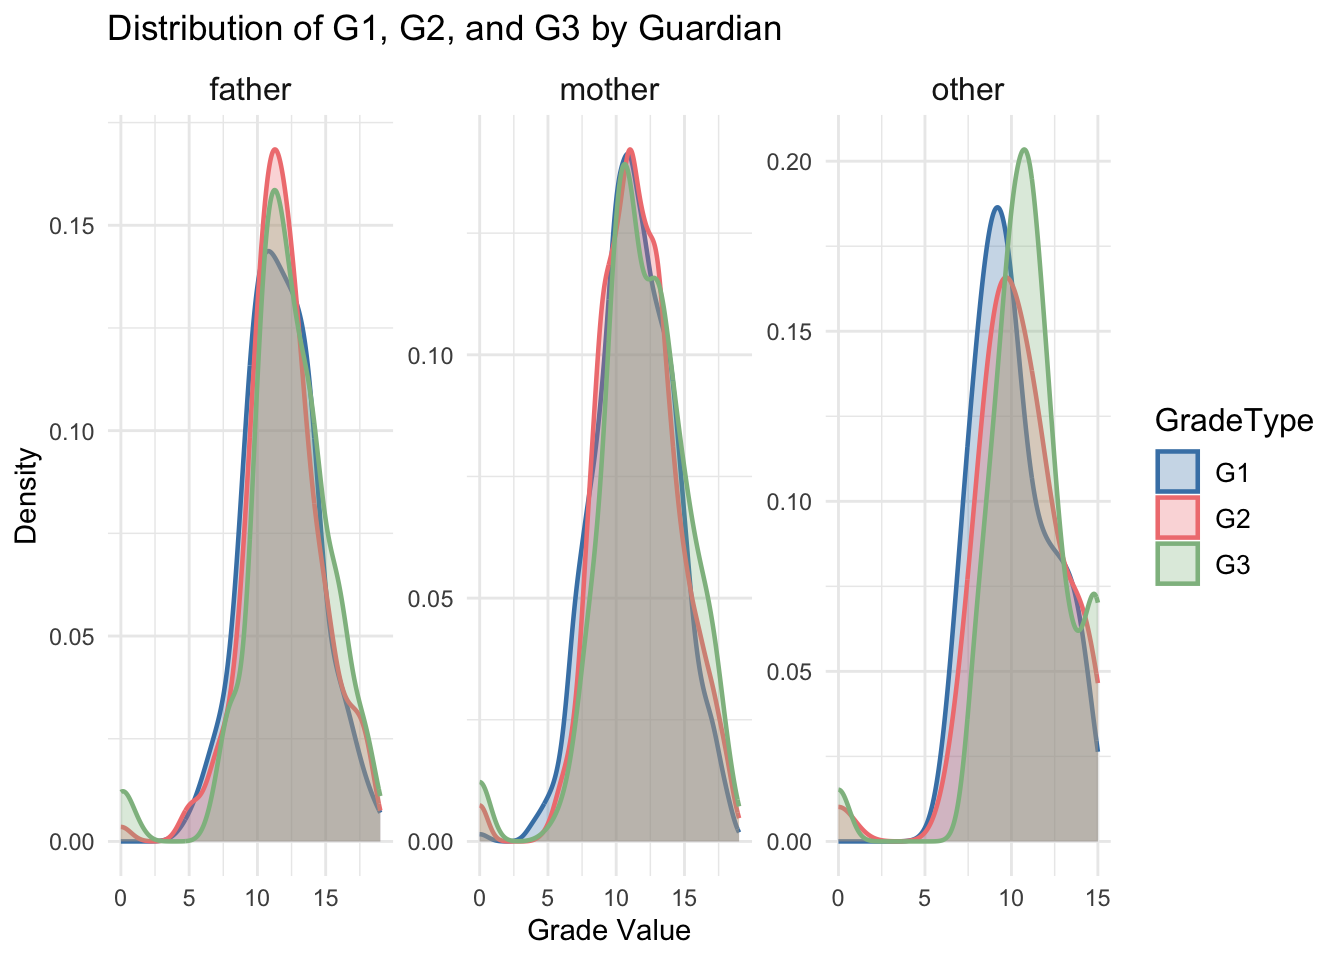 Distribution of G1, G2, and G3 by Guardian
father
mother
other
0.15
0.10
0.05
0.00
0.10
0.05
0.00
0.20
0.15
0.10
0.05
0.00
0 5 10 15
0 5 10 15
0 5 10 15
Density
Grade Value
GradeType
G1
G2
G3